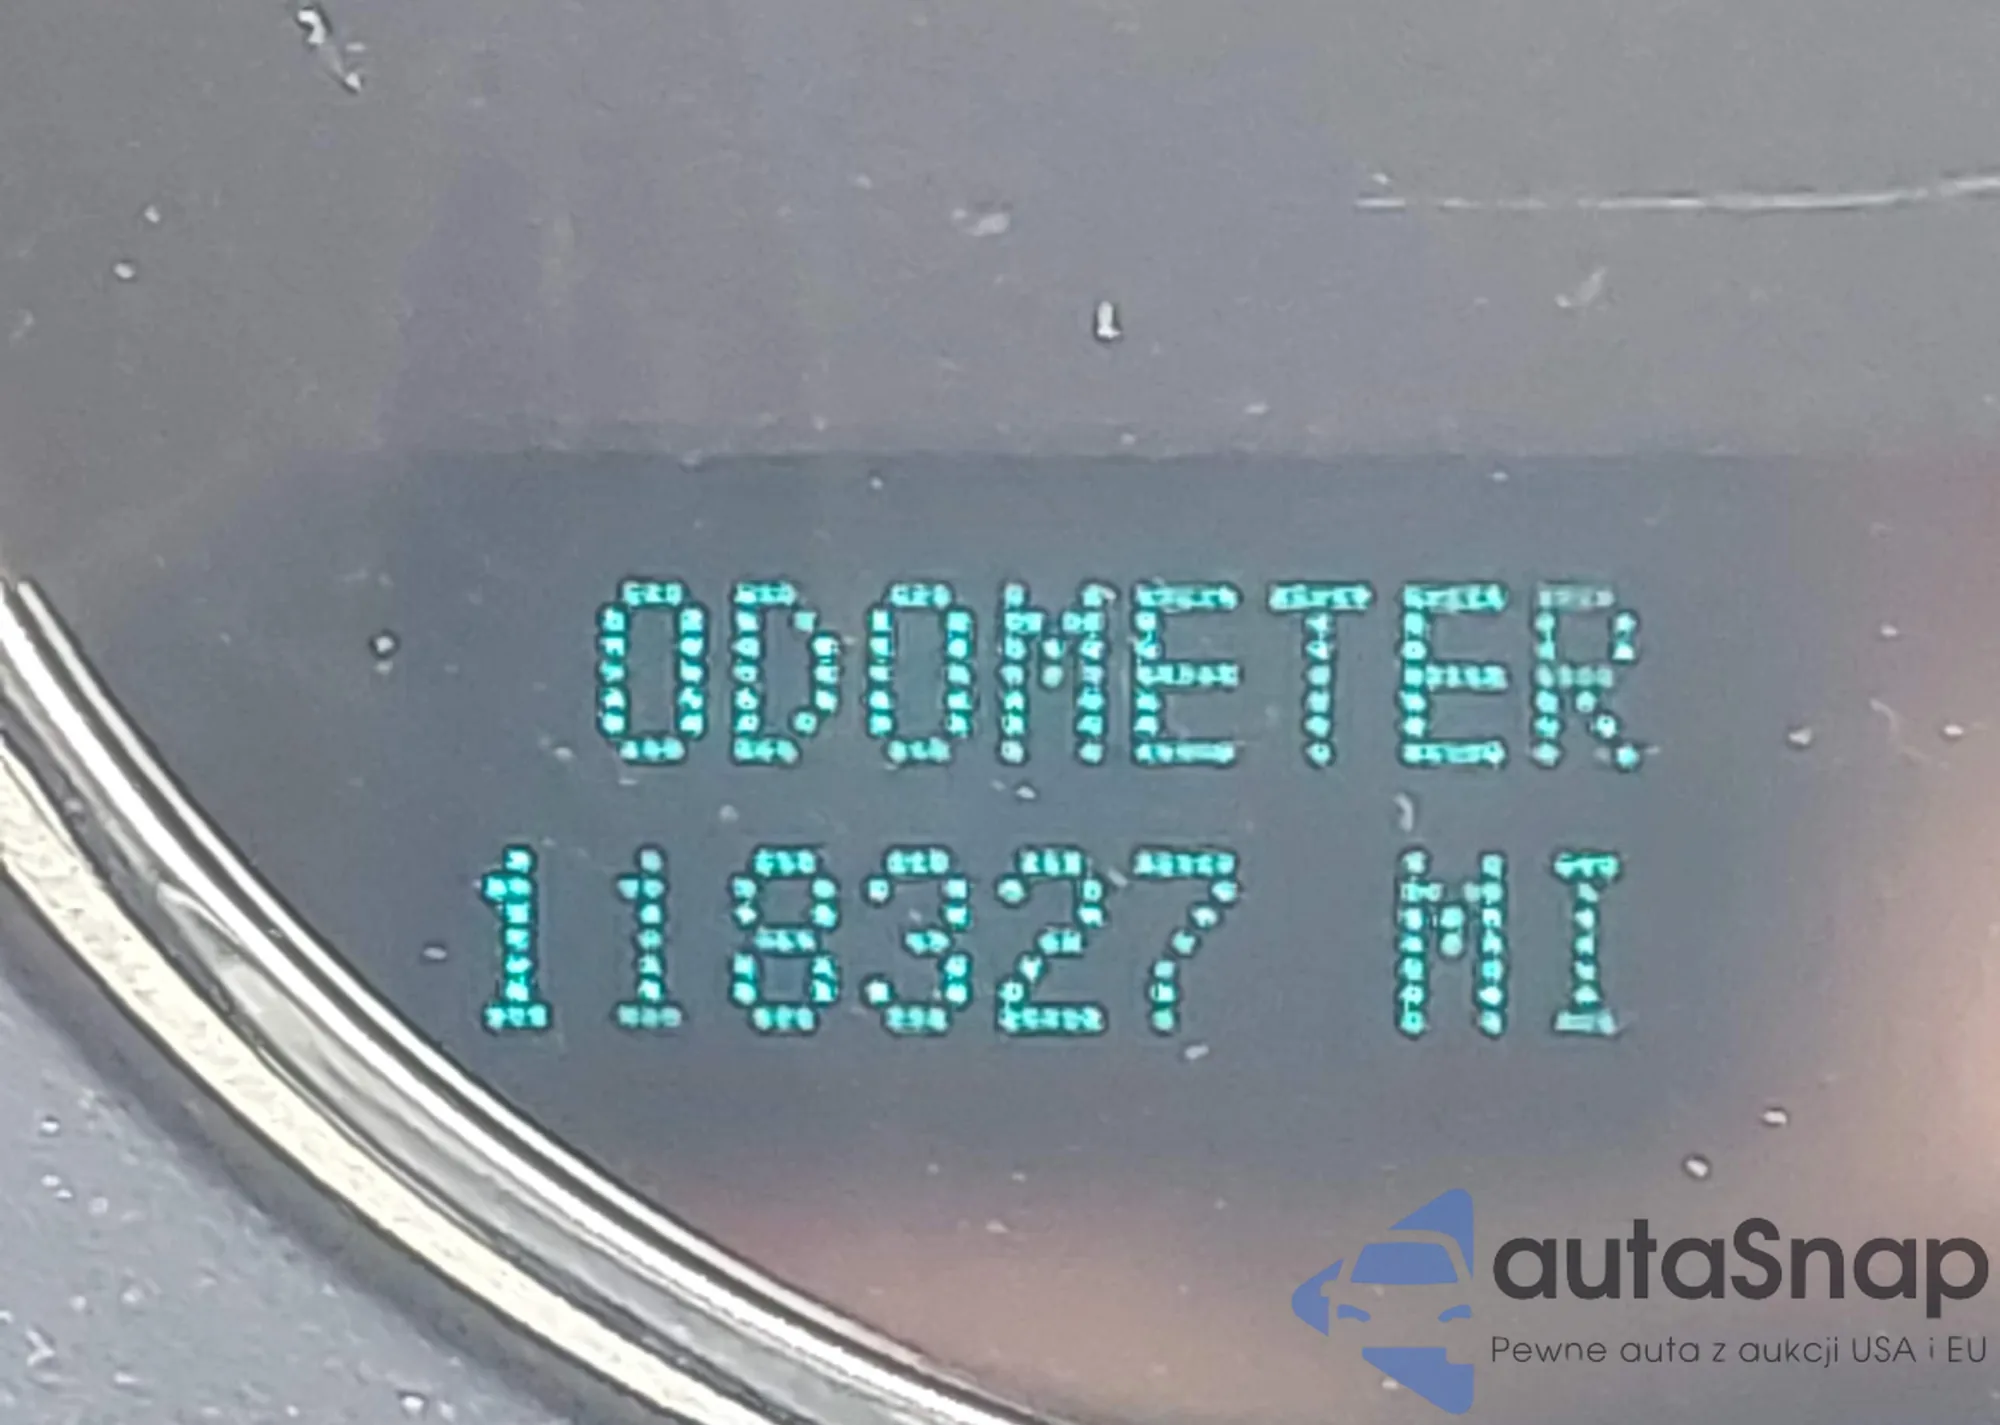 ODOMETER
118327 MI
autaSnap
Pewne auta z aukcji USA i EU